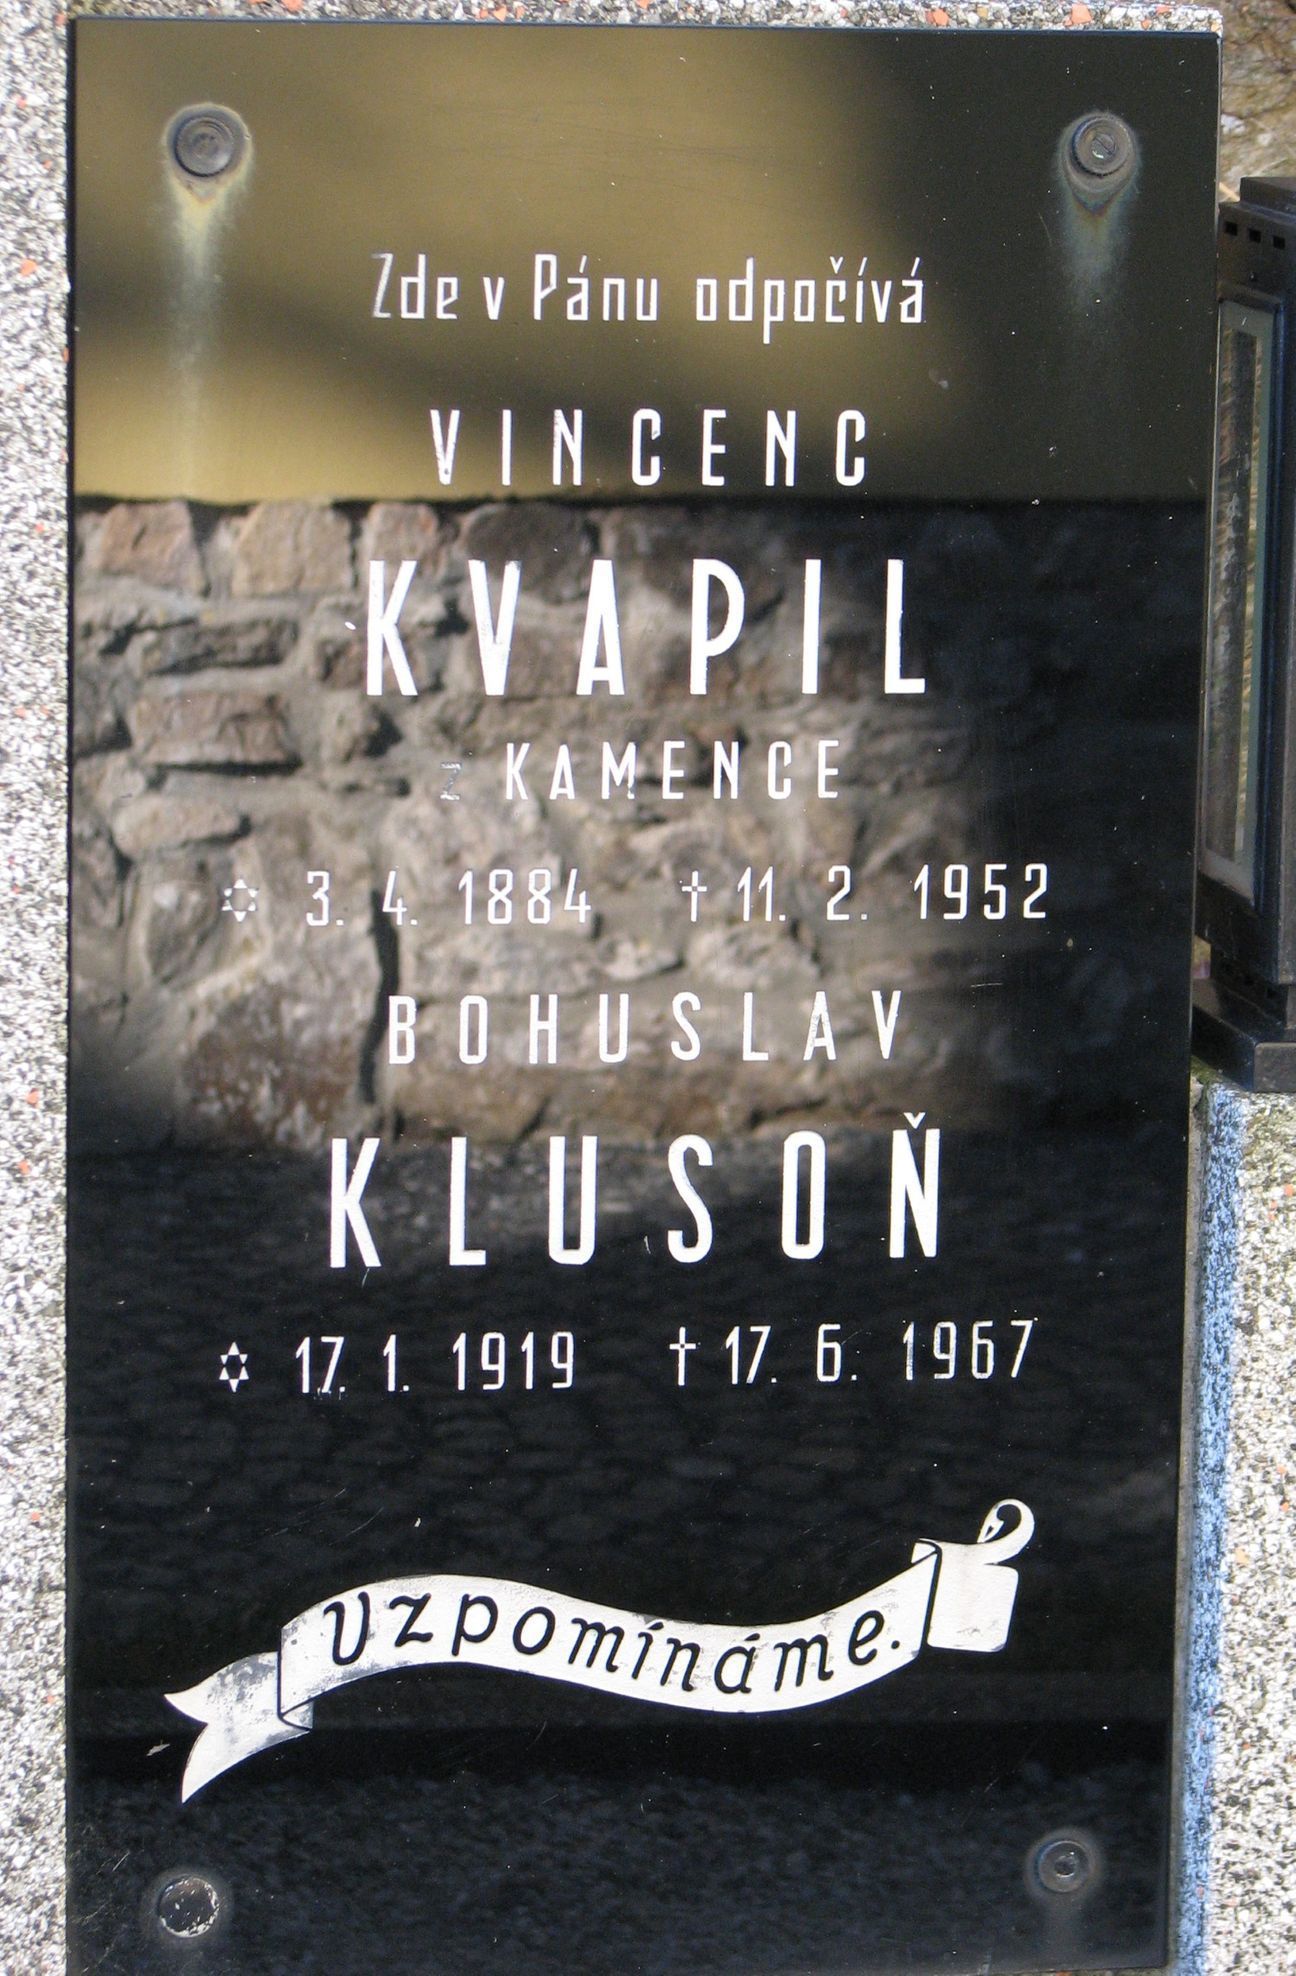 Zde v Pánu odpočívá
VINCENC
KVAPIL
Z KAMENCE
✡ 3. 4. 1884 † 11. 2. 1952
BOHUSLAV
KLUSOŇ
✡ 17. 1. 1919 † 17. 6. 1967
Vzpomínáme.